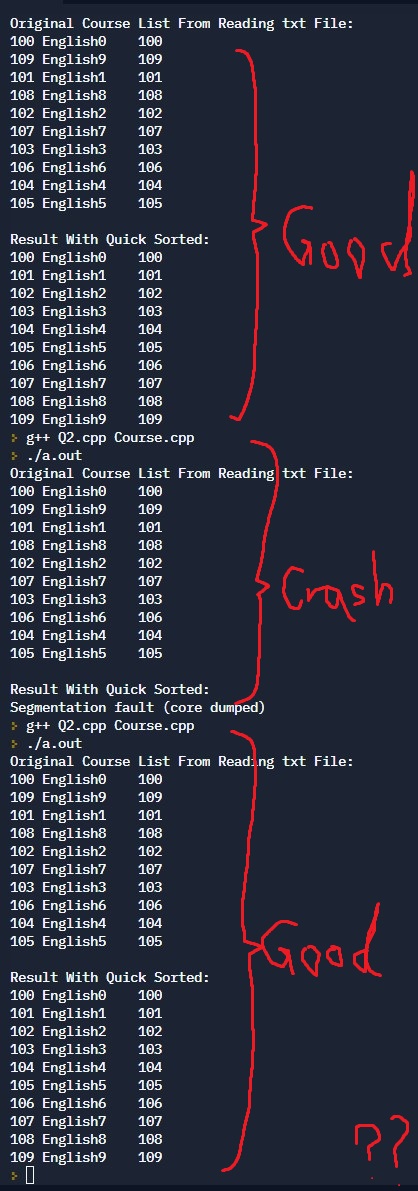 Original Course List From Reading txt File:
100 English0    100
109 English9    109
101 English1    101
108 English8    108
102 English2    102
107 English7    107
103 English3    103
106 English6    106
104 English4    104
105 English5    105
Good
Result With Quick Sorted:
100 English0    100
101 English1    101
102 English2    102
103 English3    103
104 English4    104
105 English5    105
106 English6    106
107 English7    107
108 English8    108
109 English9    109
> g++ Q2.cpp Course.cpp
> ./a.out
Original Course List From Reading txt File:
100 English0    100
109 English9    109
101 English1    101
108 English8    108
102 English2    102
107 English7    107
103 English3    103
106 English6    106
104 English4    104
105 English5    105
Crash
Result With Quick Sorted:
Segmentation fault (core dumped)
> g++ Q2.cpp Course.cpp
> ./a.out
Original Course List From Reading txt File:
100 English0    100
109 English9    109
101 English1    101
108 English8    108
102 English2    102
107 English7    107
103 English3    103
106 English6    106
104 English4    104
105 English5    105
Good
Result With Quick Sorted:
100 English0    100
101 English1    101
102 English2    102
103 English3    103
104 English4    104
105 English5    105
106 English6    106
107 English7    107
108 English8    108
109 English9    109
>
??